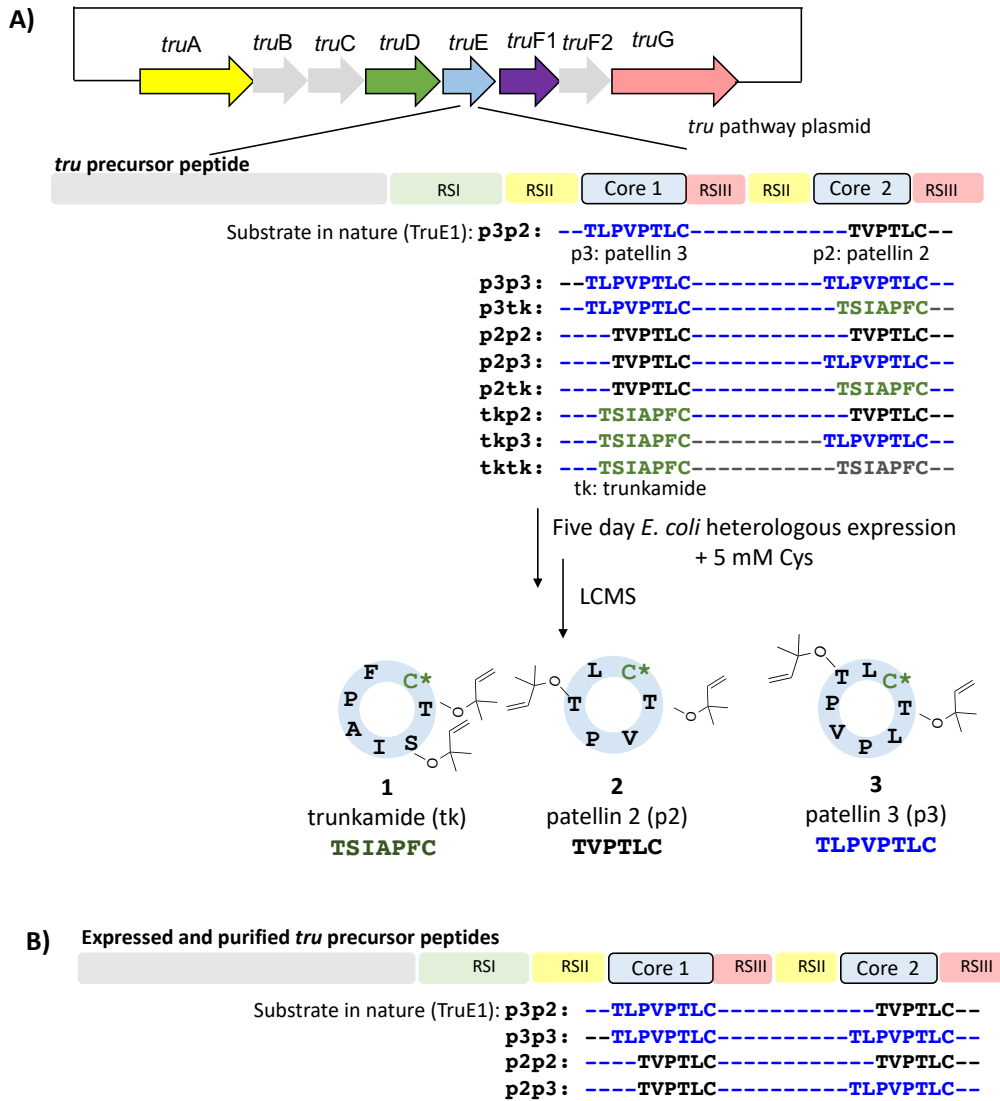 A)
truA truB truC truD truE truF1 truF2 truG
tru pathway plasmid
tru precursor peptide
RSI RSII Core 1 RSIII RSII Core 2 RSIII
Substrate in nature (TruE1): p3p2: --TLPVPTLC------------TVPTLC--
p3: patellin 3 p2: patellin 2
p3p3: --TLPVPTLC----------TLPVPTLC--
p3tk: --TLPVPTLC-----------TSIAPFC--
p2p2: ----TVPTLC------------TVPTLC--
p2p3: ----TVPTLC----------TLPVPTLC--
p2tk: ----TVPTLC-----------TSIAPFC--
tkp2: ---TSIAPFC------------TVPTLC--
tkp3: ---TSIAPFC----------TLPVPTLC--
tktk: ---TSIAPFC-----------TSIAPFC--
tk: trunkamide
Five day E. coli heterologous expression
+ 5 mM Cys
LCMS
F C* T S I A P O O
L C* T V P T O O
T L C* T L P V P O O
1 2 3
trunkamide (tk) patellin 2 (p2) patellin 3 (p3)
TSIAPFC TVPTLC TLPVPTLC
B)
Expressed and purified tru precursor peptides
RSI RSII Core 1 RSIII RSII Core 2 RSIII
Substrate in nature (TruE1): p3p2: --TLPVPTLC------------TVPTLC--
p3p3: --TLPVPTLC----------TLPVPTLC--
p2p2: ----TVPTLC------------TVPTLC--
p2p3: ----TVPTLC----------TLPVPTLC--